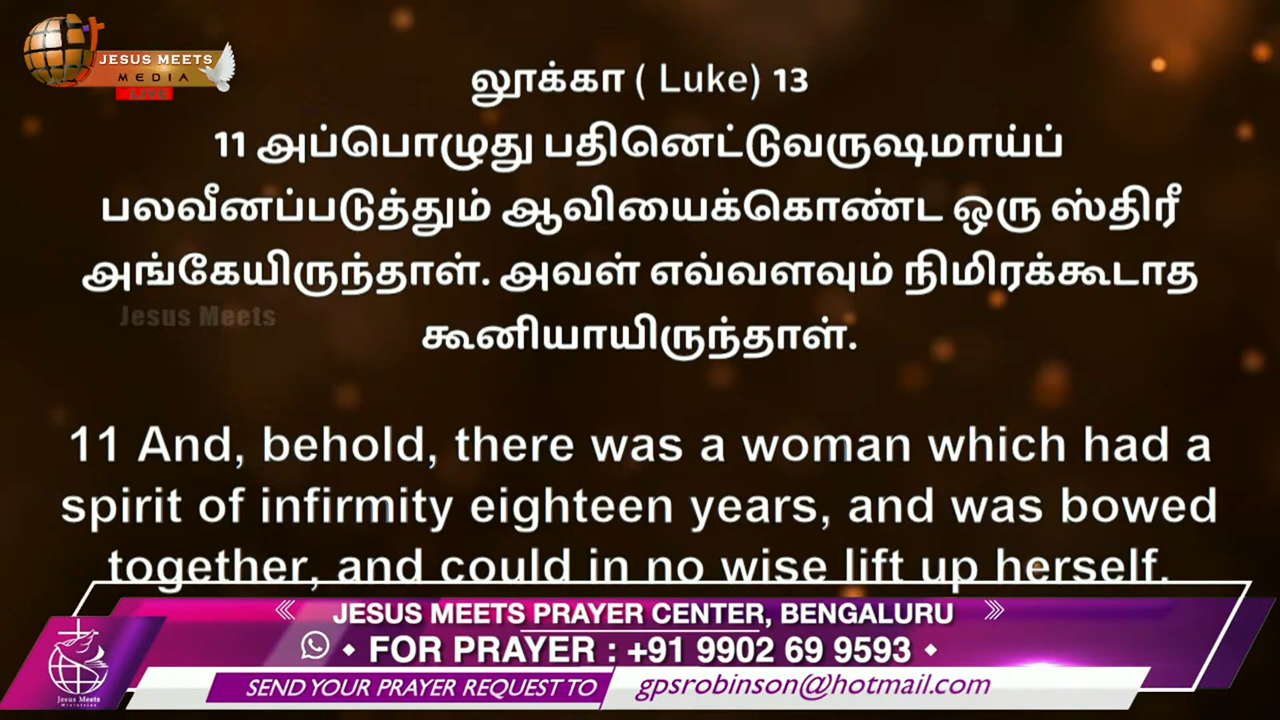 JESUS MEETS
MEDIA
LIVE
லூக்கா ( Luke) 13
11 அப்பொழுது பதினெட்டுவருஷமாய்ப்
பலவீனப்படுத்தும் ஆவியைக்கொண்ட ஒரு ஸ்திரீ
அங்கேயிருந்தாள். அவள் எவ்வளவும் நிமிரக்கூடாத
Jesus Meets
கூனியாயிருந்தாள்.
11 And, behold, there was a woman which had a
spirit of infirmity eighteen years, and was bowed
together, and could in no wise lift up herself.
JESUS MEETS PRAYER CENTER, BENGALURU
FOR PRAYER : +91 9902 69 9593
SEND YOUR PRAYER REQUEST TO gpsrobinson@hotmail.com
Jesus Meets
Ministries